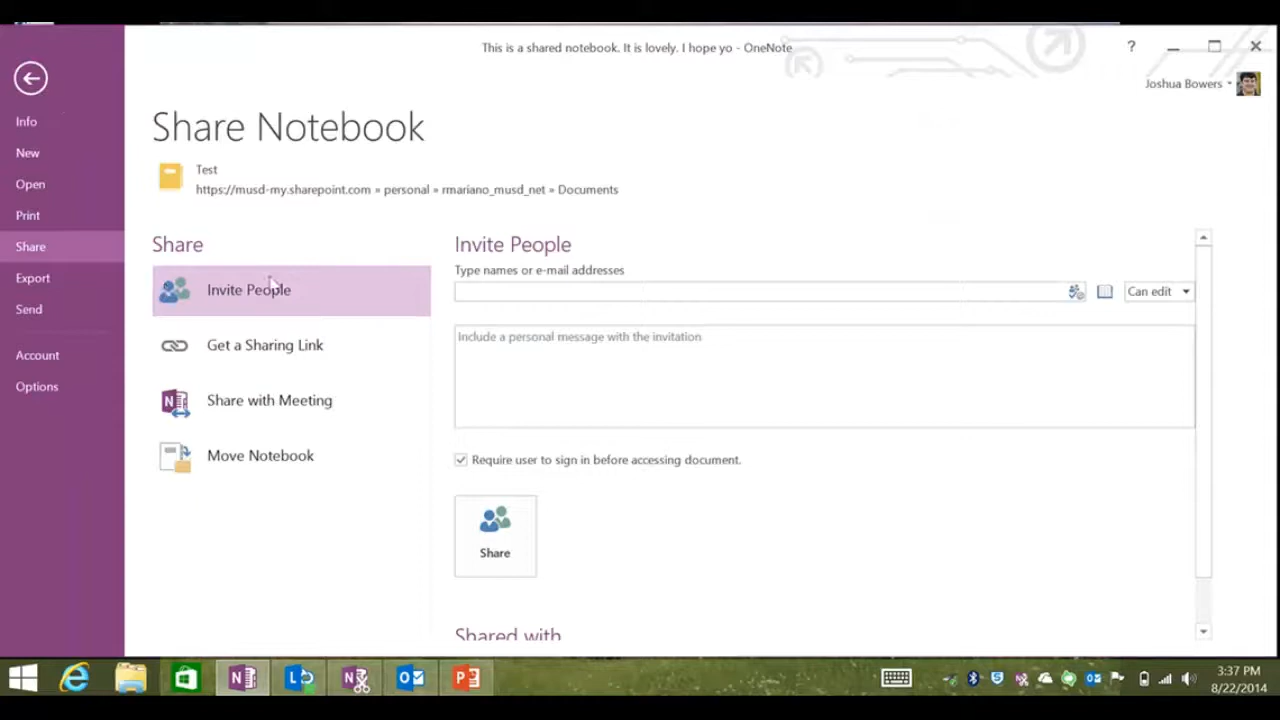 This is a shared notebook. It is lovely. I hope yo - OneNote
?
Joshua Bowers
Info
New
Open
Print
Share
Export
Send
Account
Options
Share Notebook
Test
https://musd-my.sharepoint.com » personal » rmariano_musd_net » Documents
Share
Invite People
Get a Sharing Link
Share with Meeting
Move Notebook
Invite People
Type names or e-mail addresses
Can edit
Include a personal message with the invitation
Require user to sign in before accessing document.
Share
Shared with
3:37 PM
8/22/2014